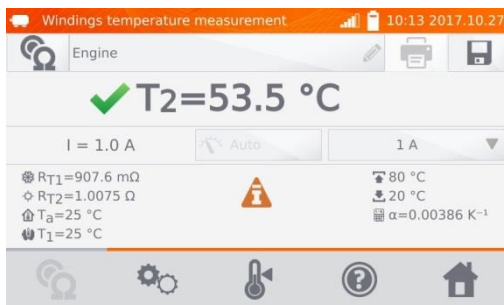 Windings temperature measurement 10:13 2017.10.27
Engine
T2=53.5 °C
I = 1.0 A Auto 1 A
RT1=907.6 mΩ
RT2=1.0075 Ω
Ta=25 °C
T1=25 °C
80 °C
20 °C
α=0.00386 K⁻¹